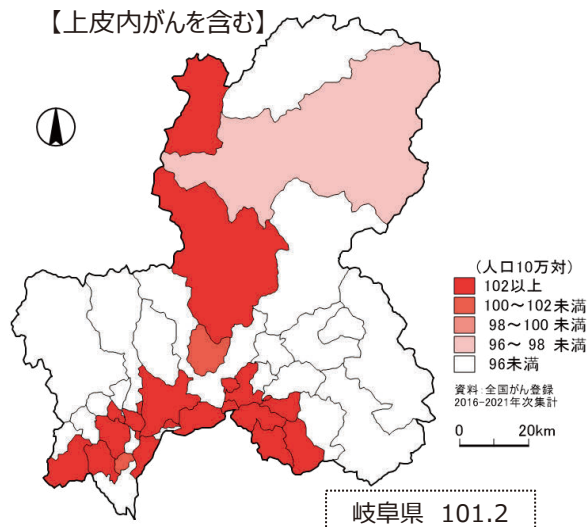 【上皮内がんを含む】
(人口10万対)
102以上
100～102未満
98～100 未満
96～ 98 未満
96未満
資料:全国がん登録
2016-2021年次集計
0 20km
岐阜県 101.2